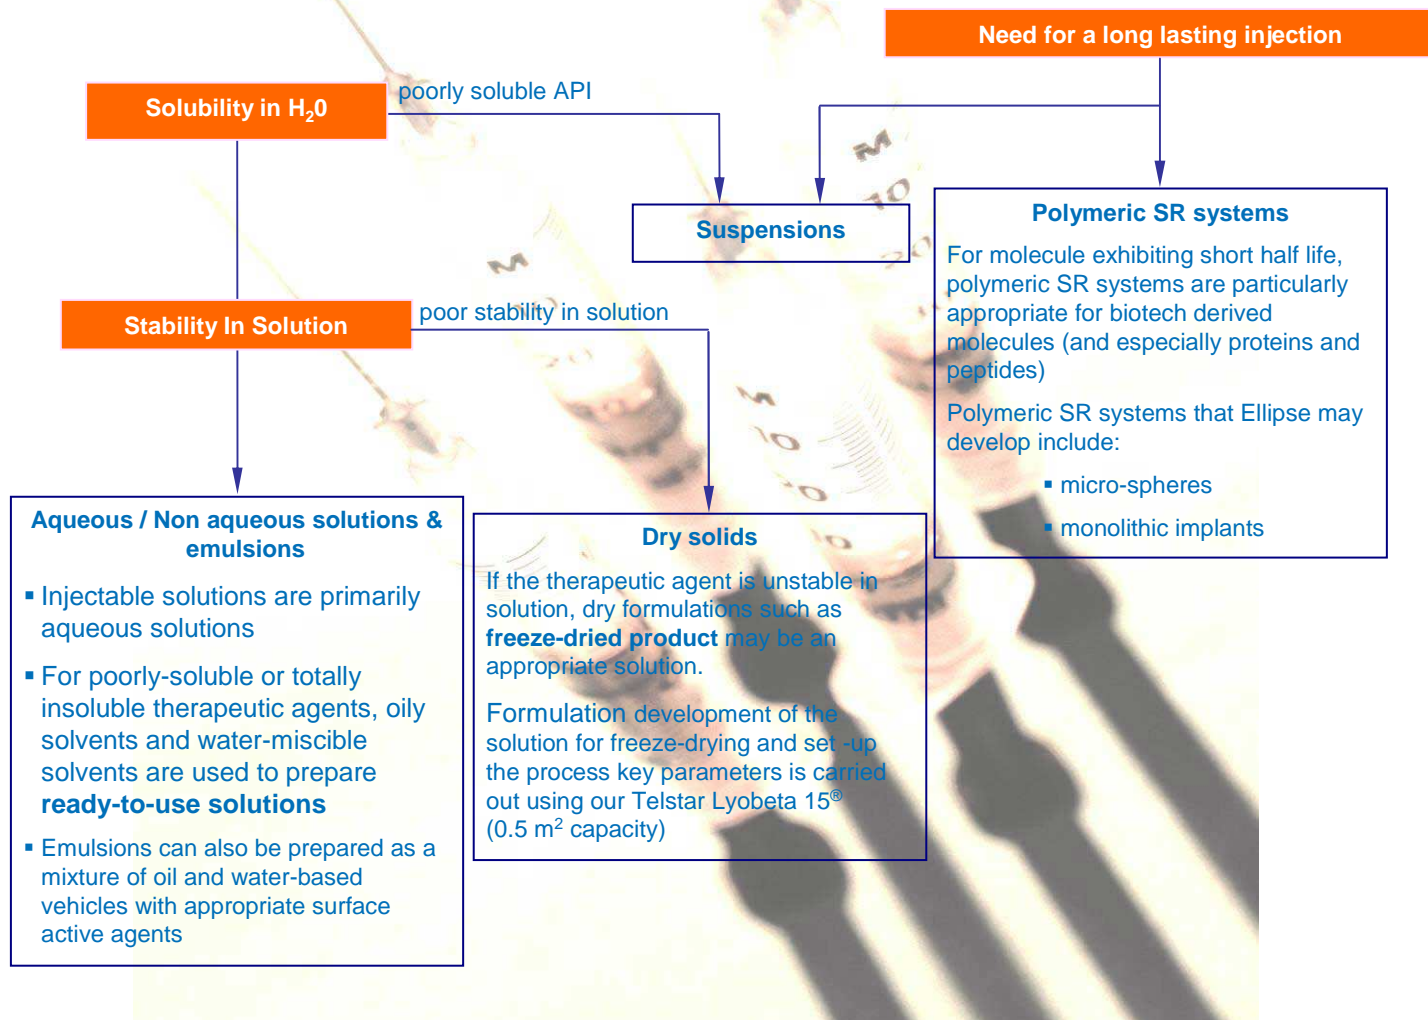 Need for a long lasting injection
poorly soluble API
Solubility in H₂0
Suspensions
Polymeric SR systems
For molecule exhibiting short half life,
polymeric SR systems are particularly
appropriate for biotech derived
molecules (and especially proteins and
peptides)
Polymeric SR systems that Ellipse may
develop include:
▪ micro-spheres
▪ monolithic implants
Stability In Solution
poor stability in solution
Aqueous / Non aqueous solutions &
emulsions
▪ Injectable solutions are primarily
aqueous solutions
▪ For poorly-soluble or totally
insoluble therapeutic agents, oily
solvents and water-miscible
solvents are used to prepare
ready-to-use solutions
▪ Emulsions can also be prepared as a
mixture of oil and water-based
vehicles with appropriate surface
active agents
Dry solids
If the therapeutic agent is unstable in
solution, dry formulations such as
freeze-dried product may be an
appropriate solution.
Formulation development of the
solution for freeze-drying and set -up
the process key parameters is carried
out using our Telstar Lyobeta 15®
(0.5 m² capacity)
M
10
20
M
20
M
10
20
10